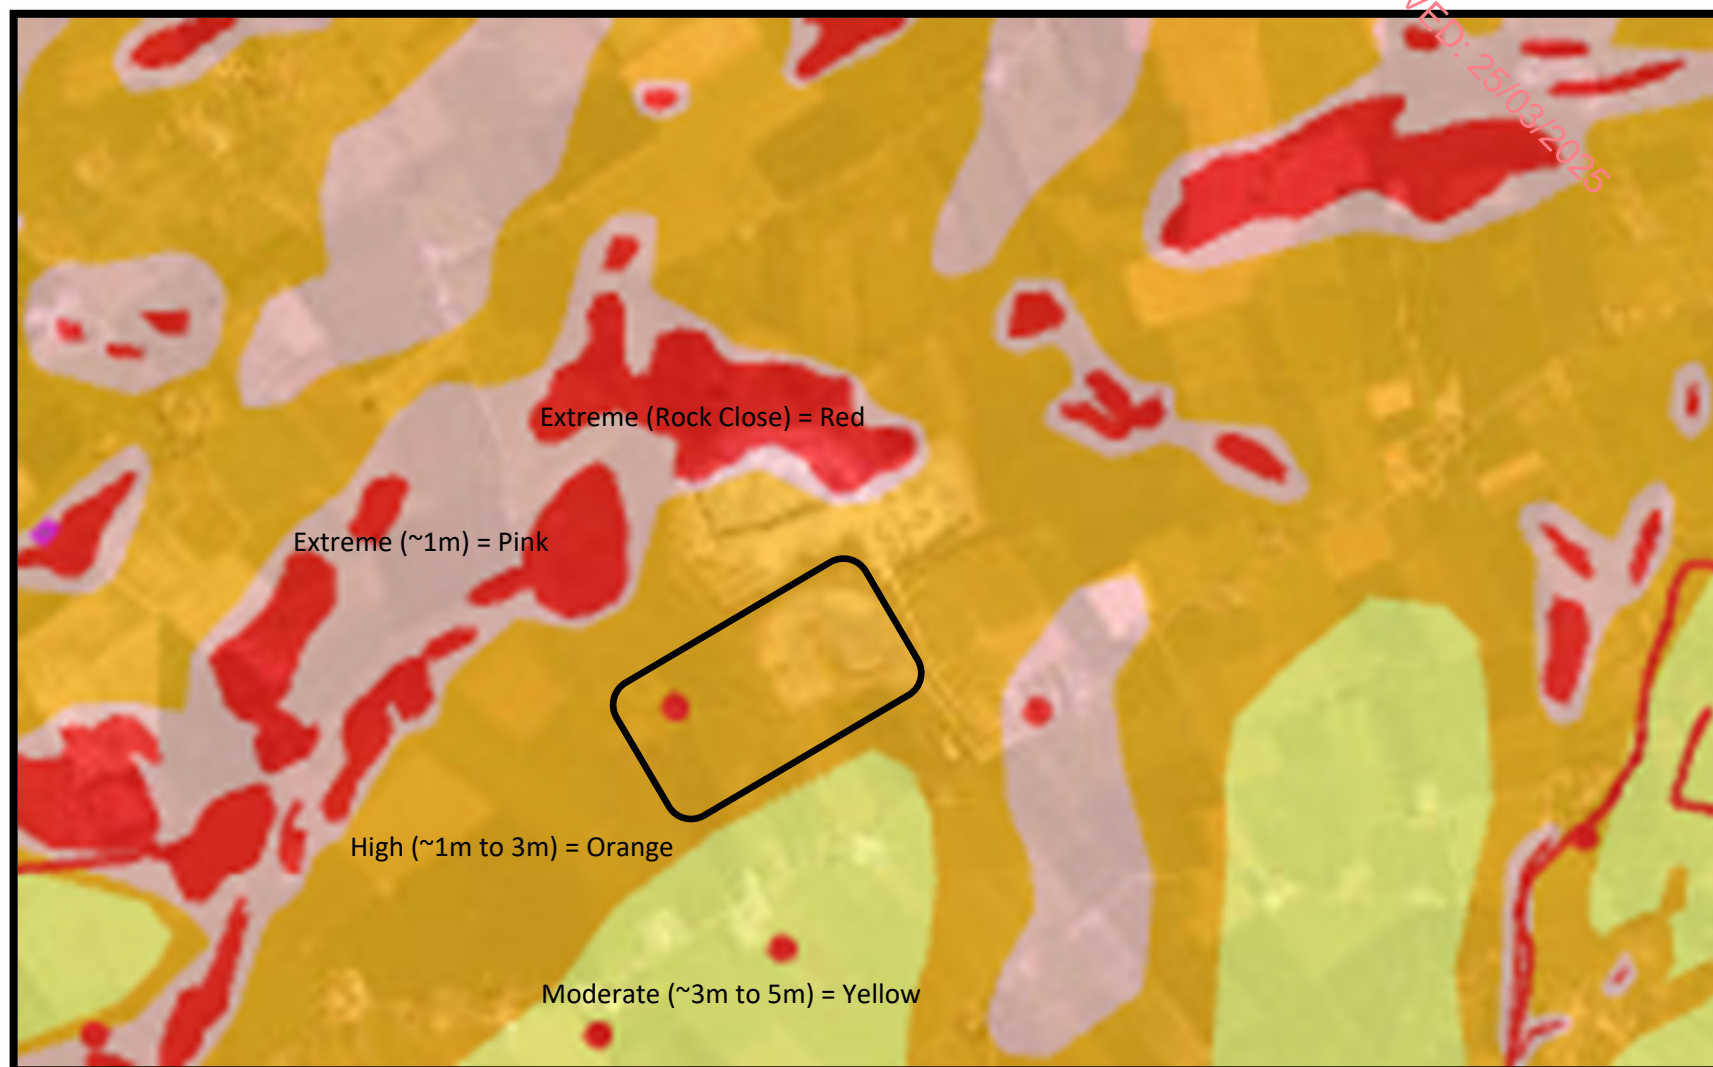 VED: 25/03/2025
Extreme (Rock Close) = Red
Extreme (~1m) = Pink
High (~1m to 3m) = Orange
Moderate (~3m to 5m) = Yellow